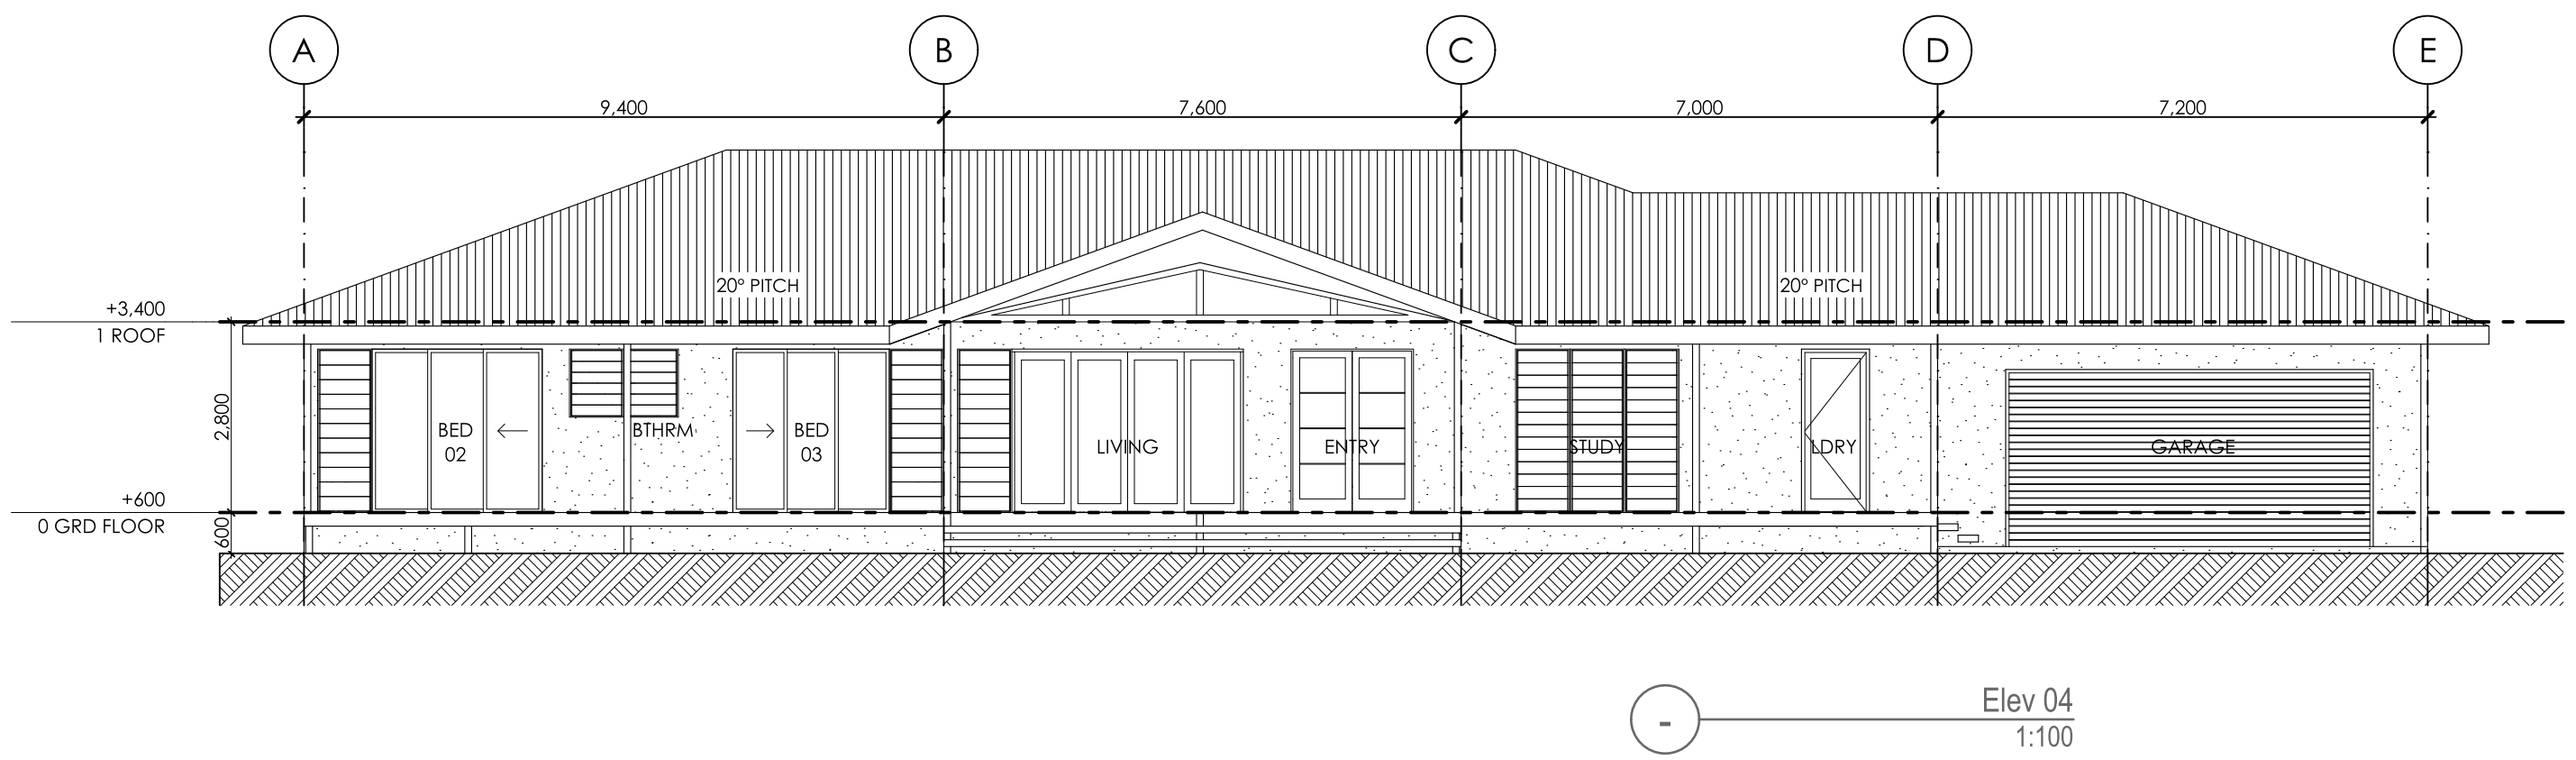 A B C D E
9,400 7,600 7,000 7,200
20° PITCH 20° PITCH
+3,400
1 ROOF
2,800
BED
02
BTHRM
BED
03
LIVING
ENTRY
STUDY
LDRY
GARAGE
+600
0 GRD FLOOR
600
-
Elev 04
1:100